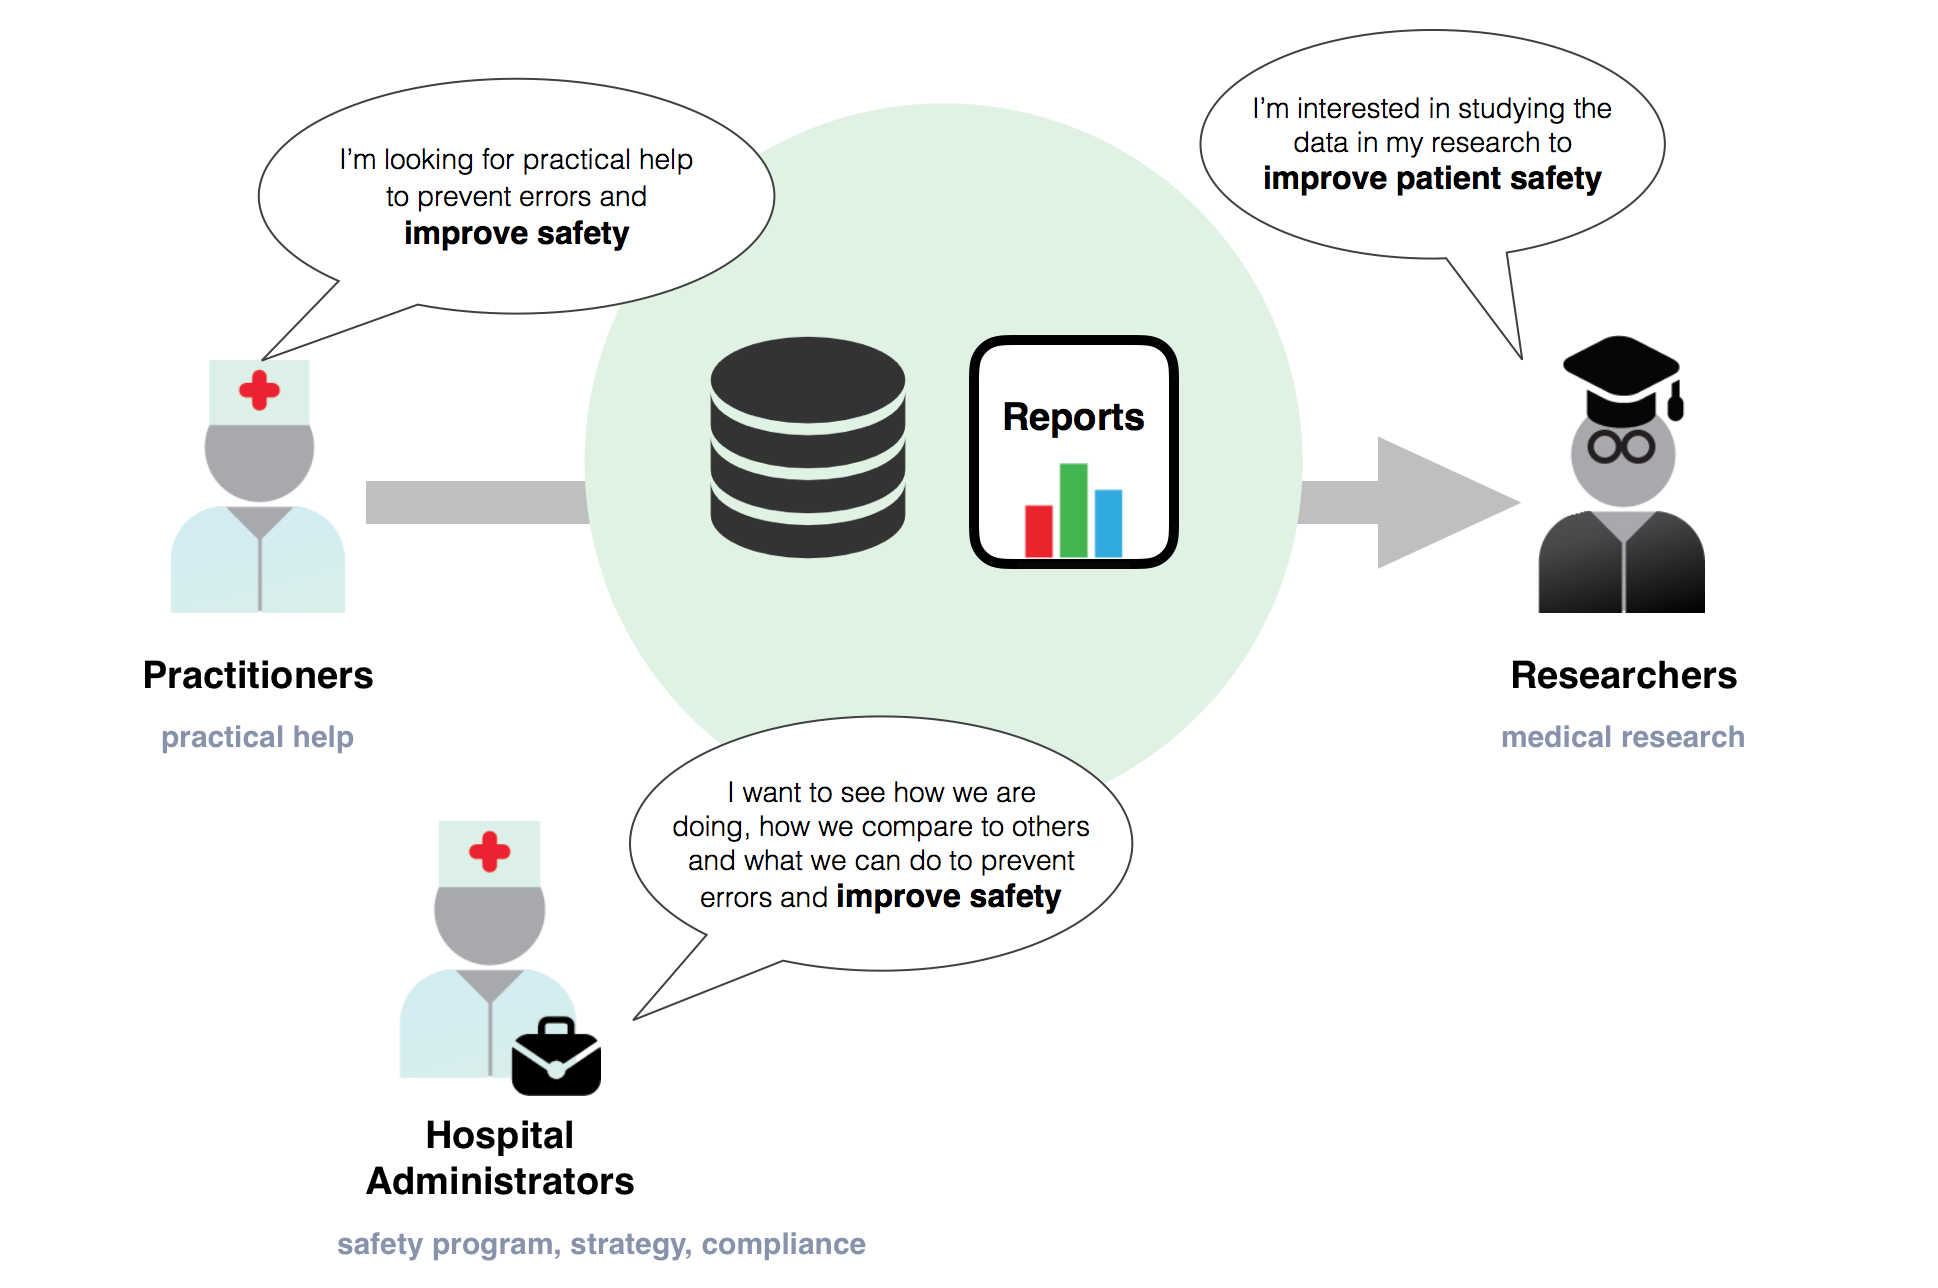 I'm looking for practical help
to prevent errors and
improve safety
I'm interested in studying the
data in my research to
improve patient safety
Reports
Practitioners
practical help
Researchers
medical research
I want to see how we are
doing, how we compare to others
and what we can do to prevent
errors and improve safety
Hospital
Administrators
safety program, strategy, compliance